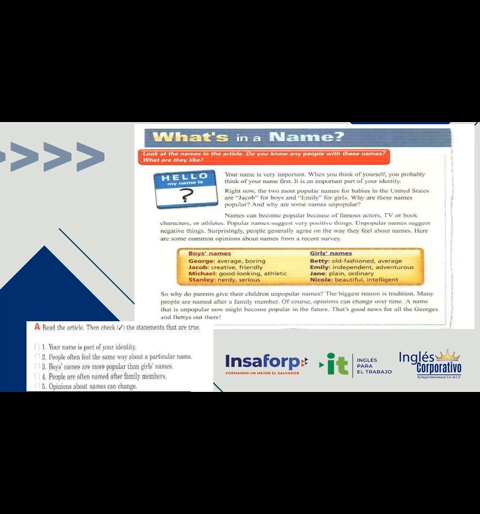 What's in a Name?
Look at the names in the article. Do you know any people with these names?
What are they like?
HELLO
my name is
?
Your name is very important. When you think of yourself, you probably
think of your name first. It is an important part of your identity.
Right now, the two most popular names for babies in the United States
are "Jacob" for boys and "Emily" for girls. Why are these names
popular? And why are some names unpopular?
Names can become popular because of famous actors, TV or book
characters, or athletes. Popular names suggest very positive things. Unpopular names suggest
negative things. Surprisingly, people generally agree on the way they feel about names. Here
are some common opinions about names from a recent survey.
Boys' names
George: average, boring
Jacob: creative, friendly
Michael: good-looking, athletic
Stanley: nerdy, serious
Girls' names
Betty: old-fashioned, average
Emily: independent, adventurous
Jane: plain, ordinary
Nicole: beautiful, intelligent
So why do parents give their children unpopular names? The biggest reason is tradition. Many
people are named after a family member. Of course, opinions can change over time. A name
that is unpopular now might become popular in the future. That's good news for all the Georges
and Bettys out there!
A Read the article. Then check (✓) the statements that are true.
1. Your name is part of your identity.
2. People often feel the same way about a particular name.
3. Boys' names are more popular than girls' names.
4. People are often named after family members.
5. Opinions about names can change.
Insaforp
FORMANDO UN MEJOR EL SALVADOR
it
INGLÉS
PARA
EL TRABAJO
Inglés
Corporativo